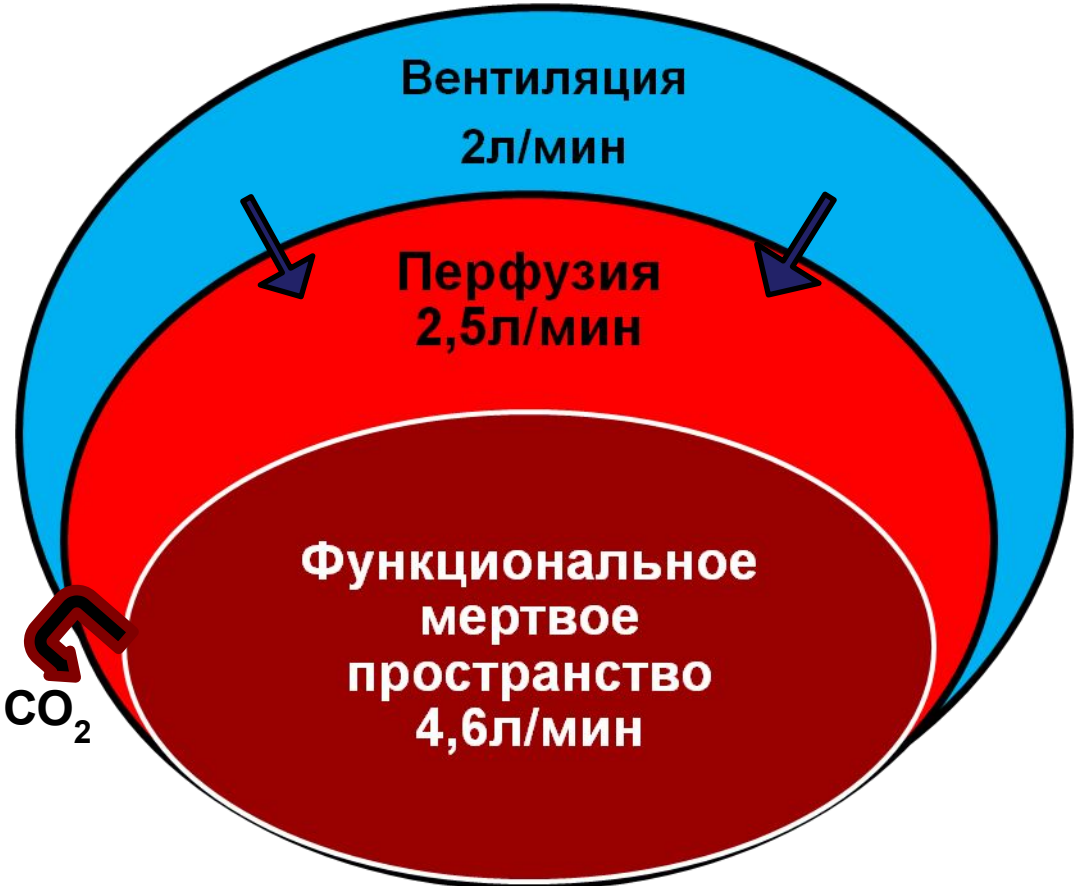 Вентиляция
2л/мин
Перфузия
2,5л/мин
Функциональное
мертвое
пространство
4,6л/мин
CO₂